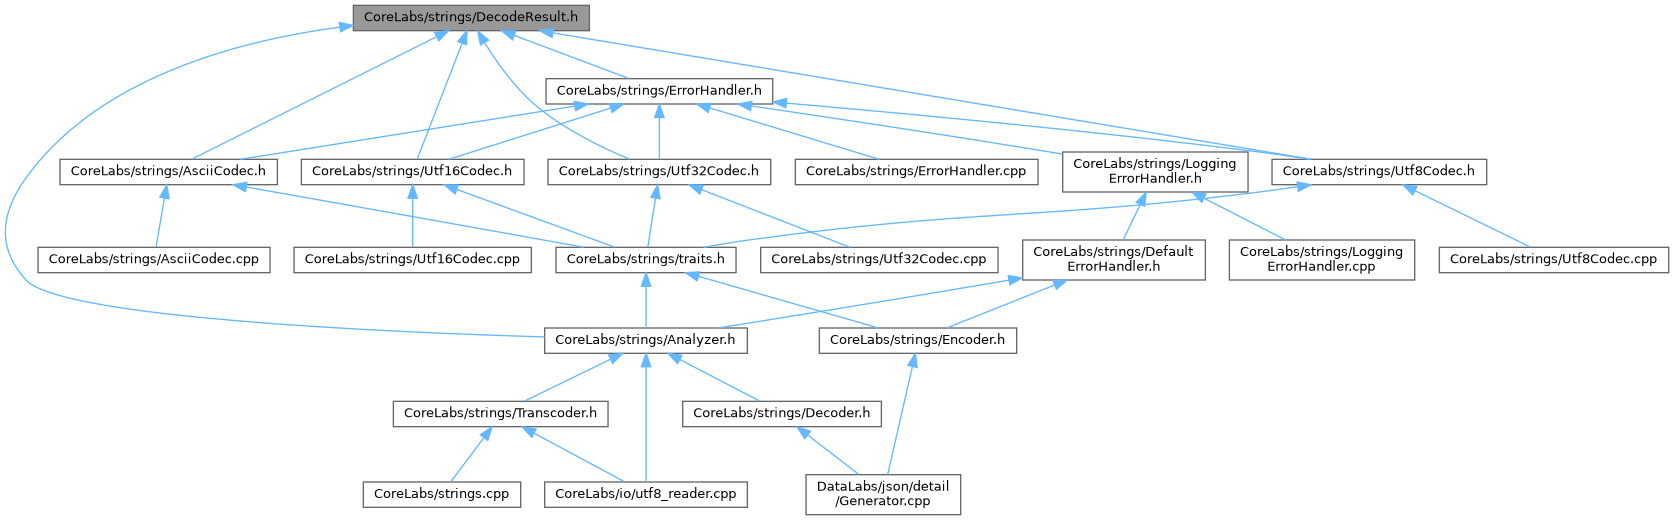 CoreLabs/strings/DecodeResult.h
CoreLabs/strings/ErrorHandler.h
CoreLabs/strings/AsciiCodec.h
CoreLabs/strings/Utf16Codec.h
CoreLabs/strings/Utf32Codec.h
CoreLabs/strings/ErrorHandler.cpp
CoreLabs/strings/Logging
ErrorHandler.h
CoreLabs/strings/Utf8Codec.h
CoreLabs/strings/AsciiCodec.cpp
CoreLabs/strings/Utf16Codec.cpp
CoreLabs/strings/traits.h
CoreLabs/strings/Utf32Codec.cpp
CoreLabs/strings/Default
ErrorHandler.h
CoreLabs/strings/Logging
ErrorHandler.cpp
CoreLabs/strings/Utf8Codec.cpp
CoreLabs/strings/Analyzer.h
CoreLabs/strings/Encoder.h
CoreLabs/strings/Transcoder.h
CoreLabs/strings/Decoder.h
CoreLabs/strings.cpp
CoreLabs/io/utf8_reader.cpp
DataLabs/json/detail
/Generator.cpp